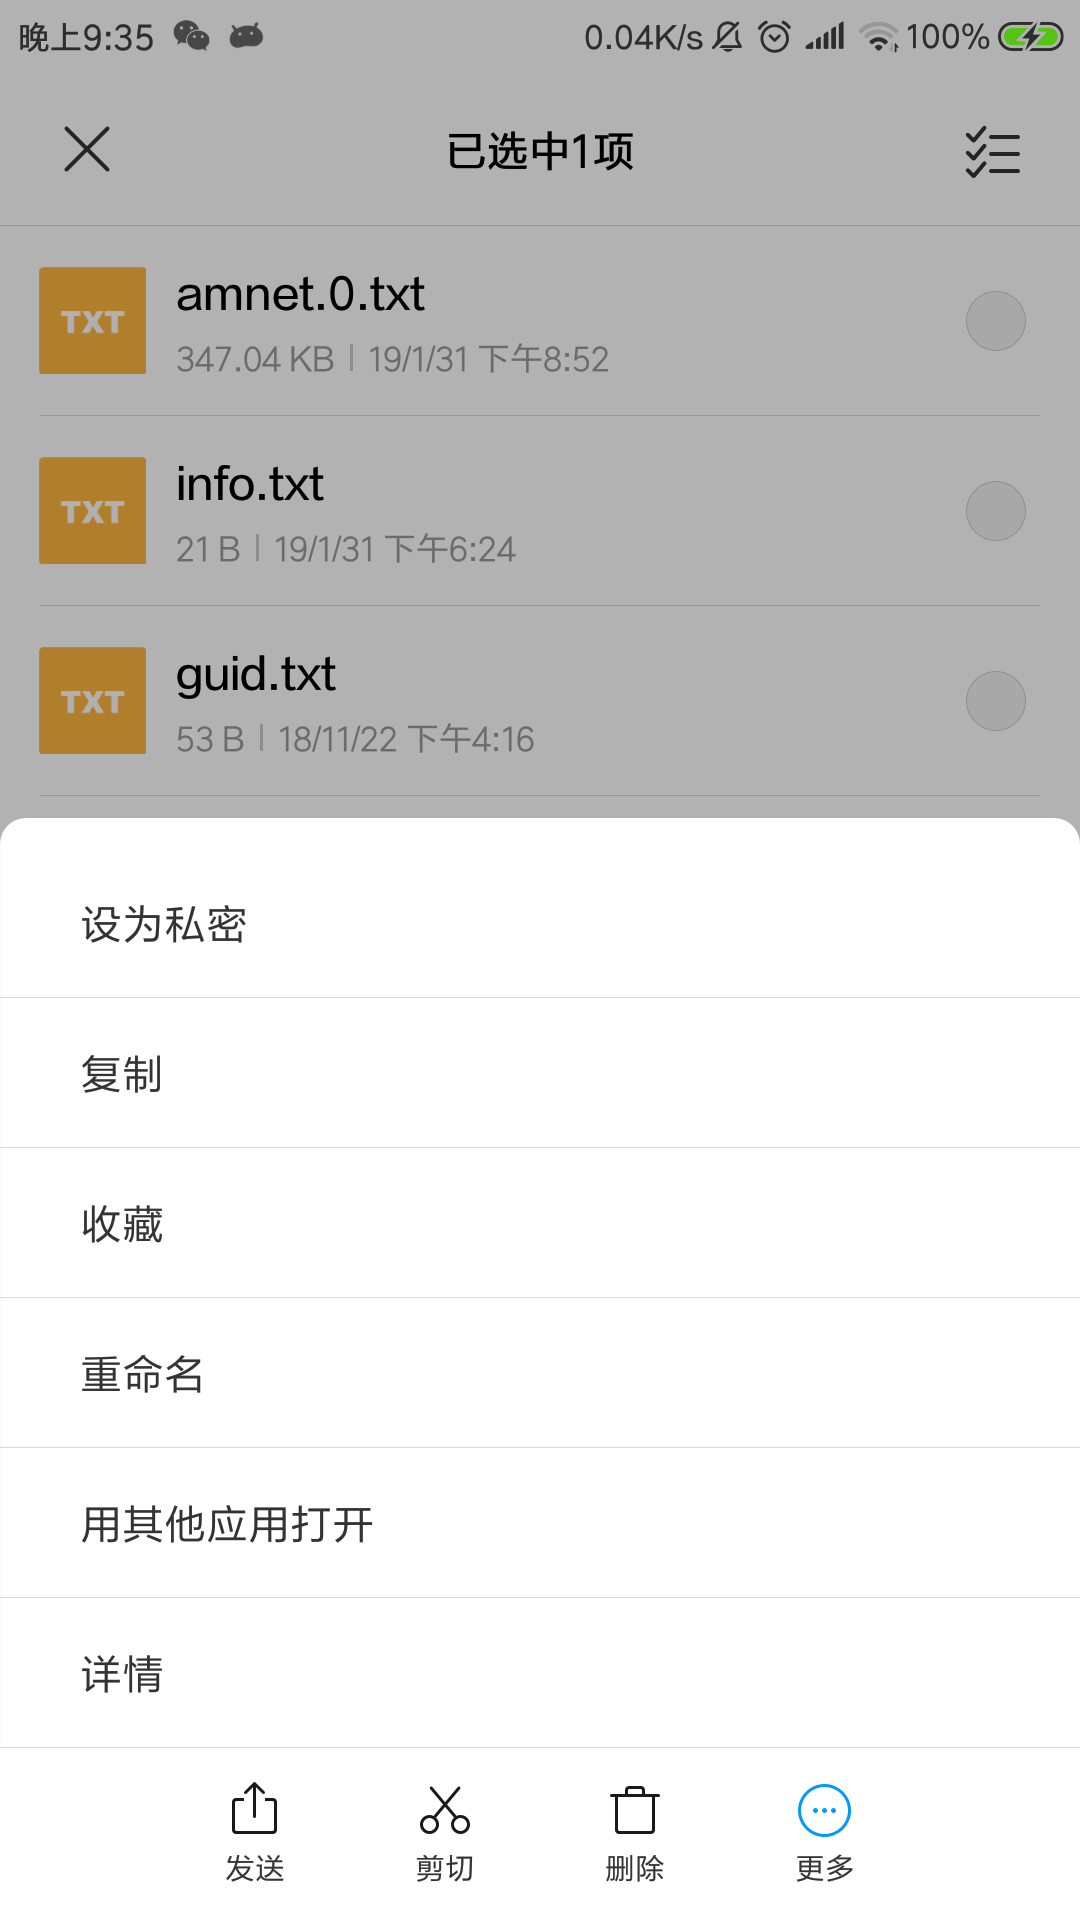 晚上9:35 0.04K/s 100%
已选中1项
TXT
amnet.0.txt
347.04 KB | 19/1/31 下午8:52
TXT
info.txt
21 B | 19/1/31 下午6:24
TXT
guid.txt
53 B | 18/11/22 下午4:16
设为私密
复制
收藏
重命名
用其他应用打开
详情
发送 剪切 删除 更多